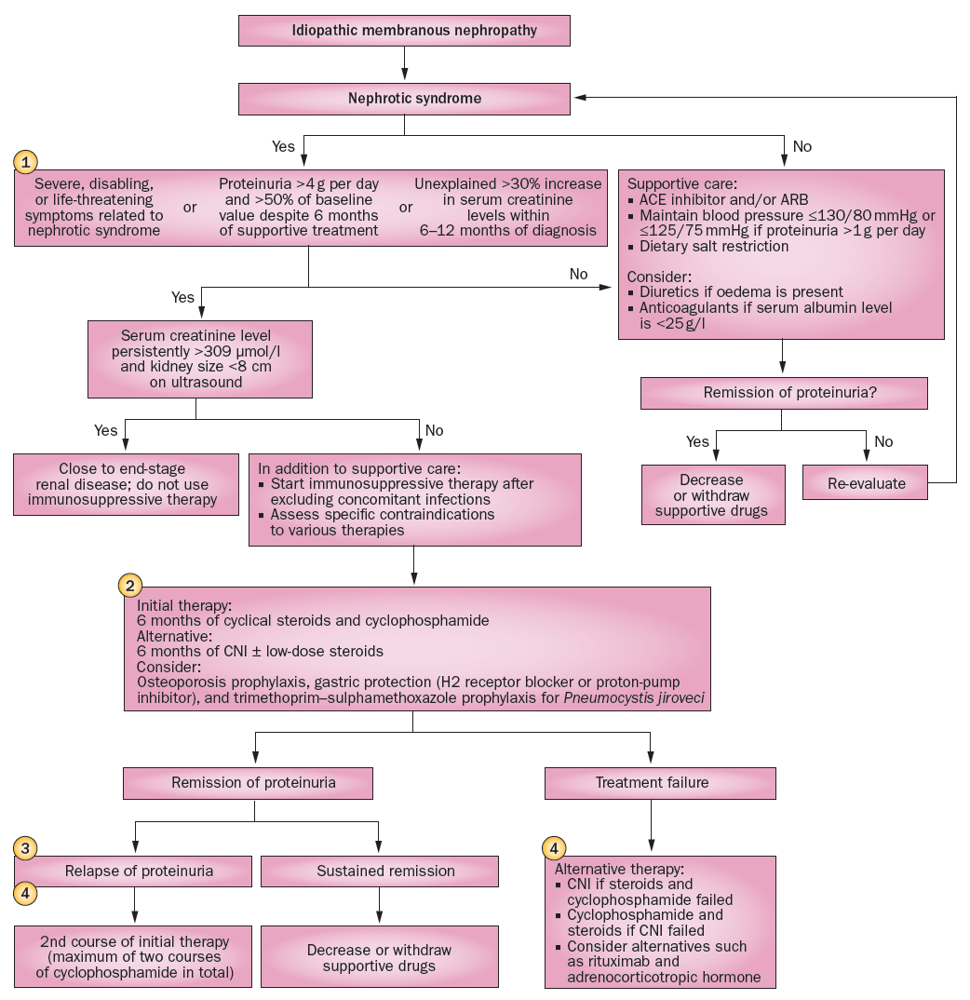 Idiopathic membranous nephropathy
Nephrotic syndrome
Yes
No
1
Severe, disabling,
or life-threatening
symptoms related to
nephrotic syndrome
or
Proteinuria >4 g per day
and >50% of baseline
value despite 6 months
of supportive treatment
or
Unexplained >30% increase
in serum creatinine
levels within
6–12 months of diagnosis
Supportive care:
▪ ACE inhibitor and/or ARB
▪ Maintain blood pressure ≤130/80 mmHg or
≤125/75 mmHg if proteinuria >1 g per day
▪ Dietary salt restriction
Consider:
▪ Diuretics if oedema is present
▪ Anticoagulants if serum albumin level
is <25 g/l
No
Yes
Serum creatinine level
persistently >309 μmol/l
and kidney size <8 cm
on ultrasound
Remission of proteinuria?
Yes
No
Yes
No
Close to end-stage
renal disease; do not use
immunosuppressive therapy
In addition to supportive care:
▪ Start immunosuppressive therapy after
excluding concomitant infections
▪ Assess specific contraindications
to various therapies
Decrease
or withdraw
supportive drugs
Re-evaluate
2
Initial therapy:
6 months of cyclical steroids and cyclophosphamide
Alternative:
6 months of CNI ± low-dose steroids
Consider:
Osteoporosis prophylaxis, gastric protection (H2 receptor blocker or proton-pump
inhibitor), and trimethoprim–sulphamethoxazole prophylaxis for Pneumocystis jiroveci
Remission of proteinuria
Treatment failure
3
Relapse of proteinuria
4
Sustained remission
2nd course of initial therapy
(maximum of two courses
of cyclophosphamide in total)
Decrease or withdraw
supportive drugs
4
Alternative therapy:
▪ CNI if steroids and
cyclophosphamide failed
▪ Cyclophosphamide and
steroids if CNI failed
▪ Consider alternatives such
as rituximab and
adrenocorticotropic hormone